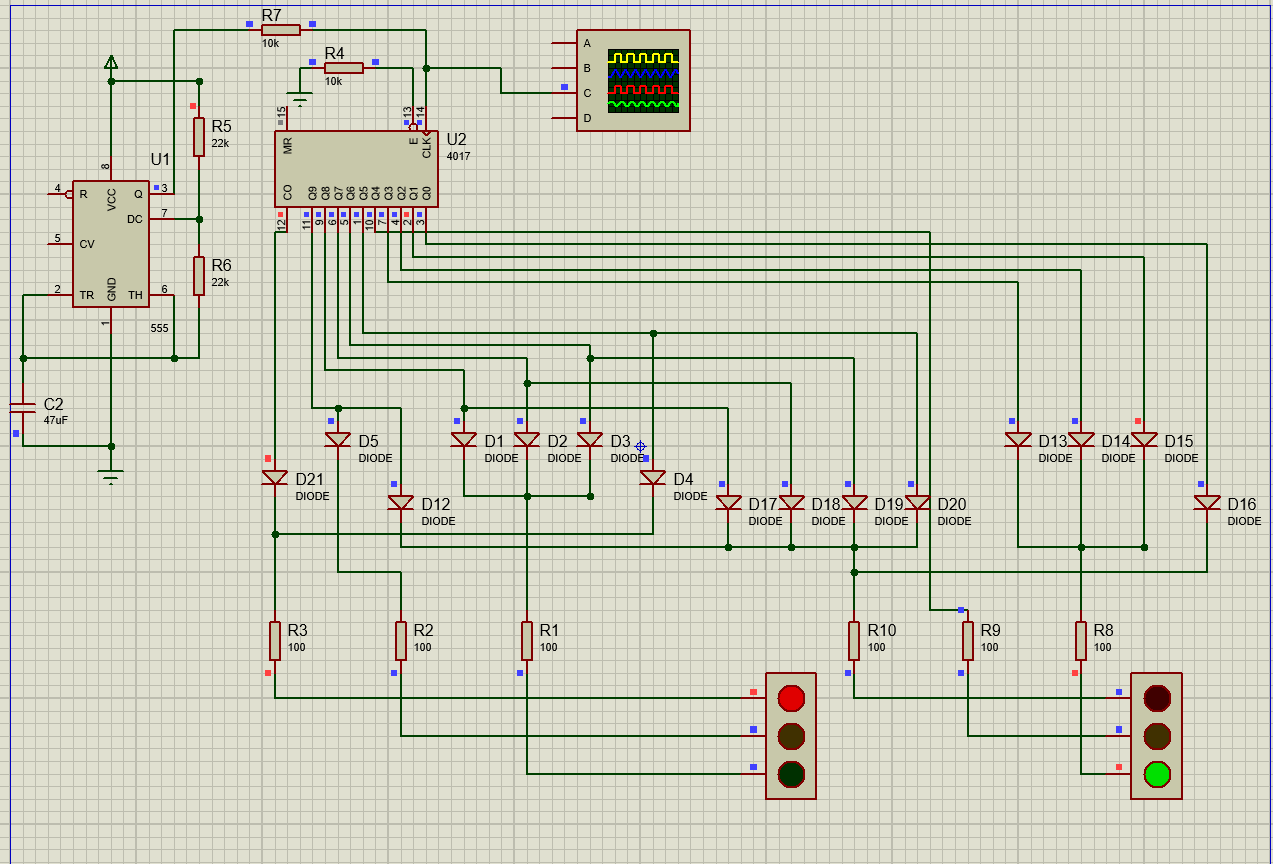 R7
10k
R4
10k
A
B
C
D
R5
22k
U1
U2
4017
15
13
14
MR
E
CLK
CO
Q9
Q8
Q7
Q6
Q5
Q4
Q3
Q2
Q1
Q0
12
11
9
6
5
1
10
7
4
2
3
8
4
R
VCC
Q
3
DC
7
5
CV
R6
22k
2
TR
GND
TH
6
1
555
C2
47uF
D5
DIODE
D1
DIODE
D2
DIODE
D3
DIODE
D13
DIODE
D14
DIODE
D15
DIODE
D21
DIODE
D4
DIODE
D12
DIODE
D17
DIODE
D18
DIODE
D19
DIODE
D20
DIODE
D16
DIODE
R3
100
R2
100
R1
100
R10
100
R9
100
R8
100